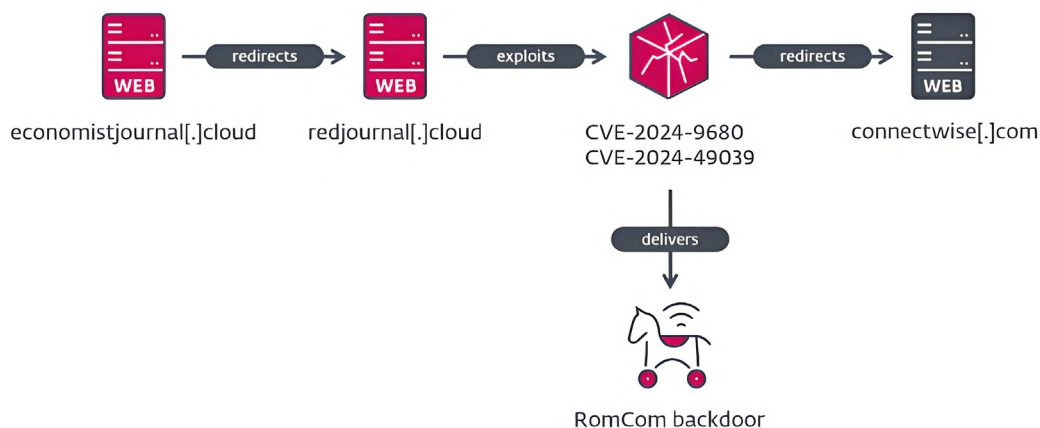 WEB
redirects
WEB
exploits
redirects
WEB
economistjournal[.]cloud
redjournal[.]cloud
CVE-2024-9680
CVE-2024-49039
connectwise[.]com
delivers
RomCom backdoor